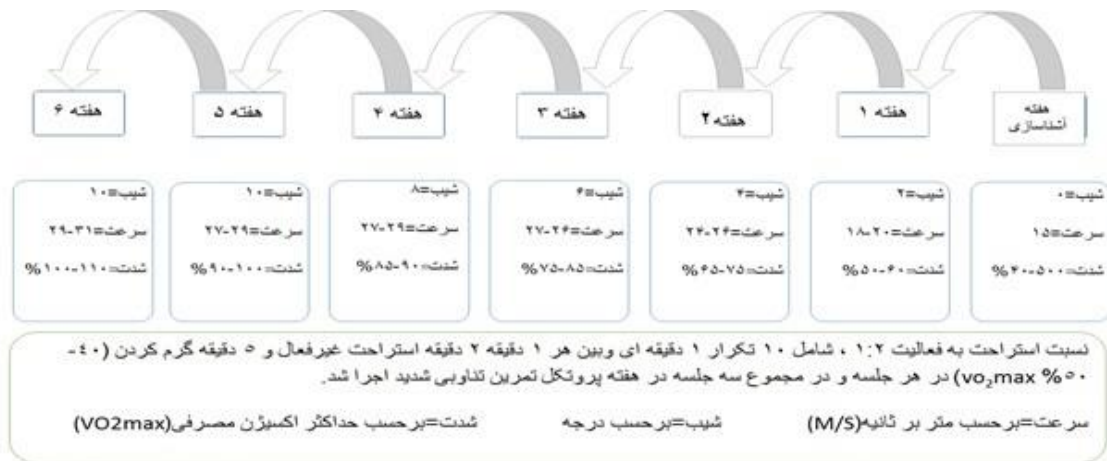 هفته
آشناسازی
هفته ۱
هفته ۲
هفته ۳
هفته ۴
هفته ۵
هفته ۶
شیب=۰
سرعت=۱۵
شدت=۴۰-۵۰%
شیب=۲
سرعت=۱۸-۲۰
شدت=۵۰-۶۰%
شیب=۴
سرعت=۲۴-۲۶
شدت=۶۵-۷۵%
شیب=۶
سرعت=۲۷-۲۶
شدت=۷۵-۸۵%
شیب=۸
سرعت=۲۷-۲۹
شدت=۸۵-۹۰%
شیب=۱۰
سرعت=۲۷-۲۹
شدت=۹۰-۱۰۰%
شیب=۱۰
سرعت=۲۹-۳۱
شدت=۱۰۰-۱۱۰%
نسبت استراحت به فعالیت ۱:۲ ، شامل ۱۰ تکرار ۱ دقیقه ای وبین هر ۱ دقیقه ۲ دقیقه استراحت غیرفعال و ٥ دقیقه گرم کردن (٤٠-
٥٠% vo2max) در هر جلسه و در مجموع سه جلسه در هفته پروتکل تمرین تناوبی شدید اجرا شد.
سرعت=برحسب متر بر ثانیه(M/S) شیب=برحسب درجه شدت=برحسب حداکثر اکسیژن مصرفی(VO2max)